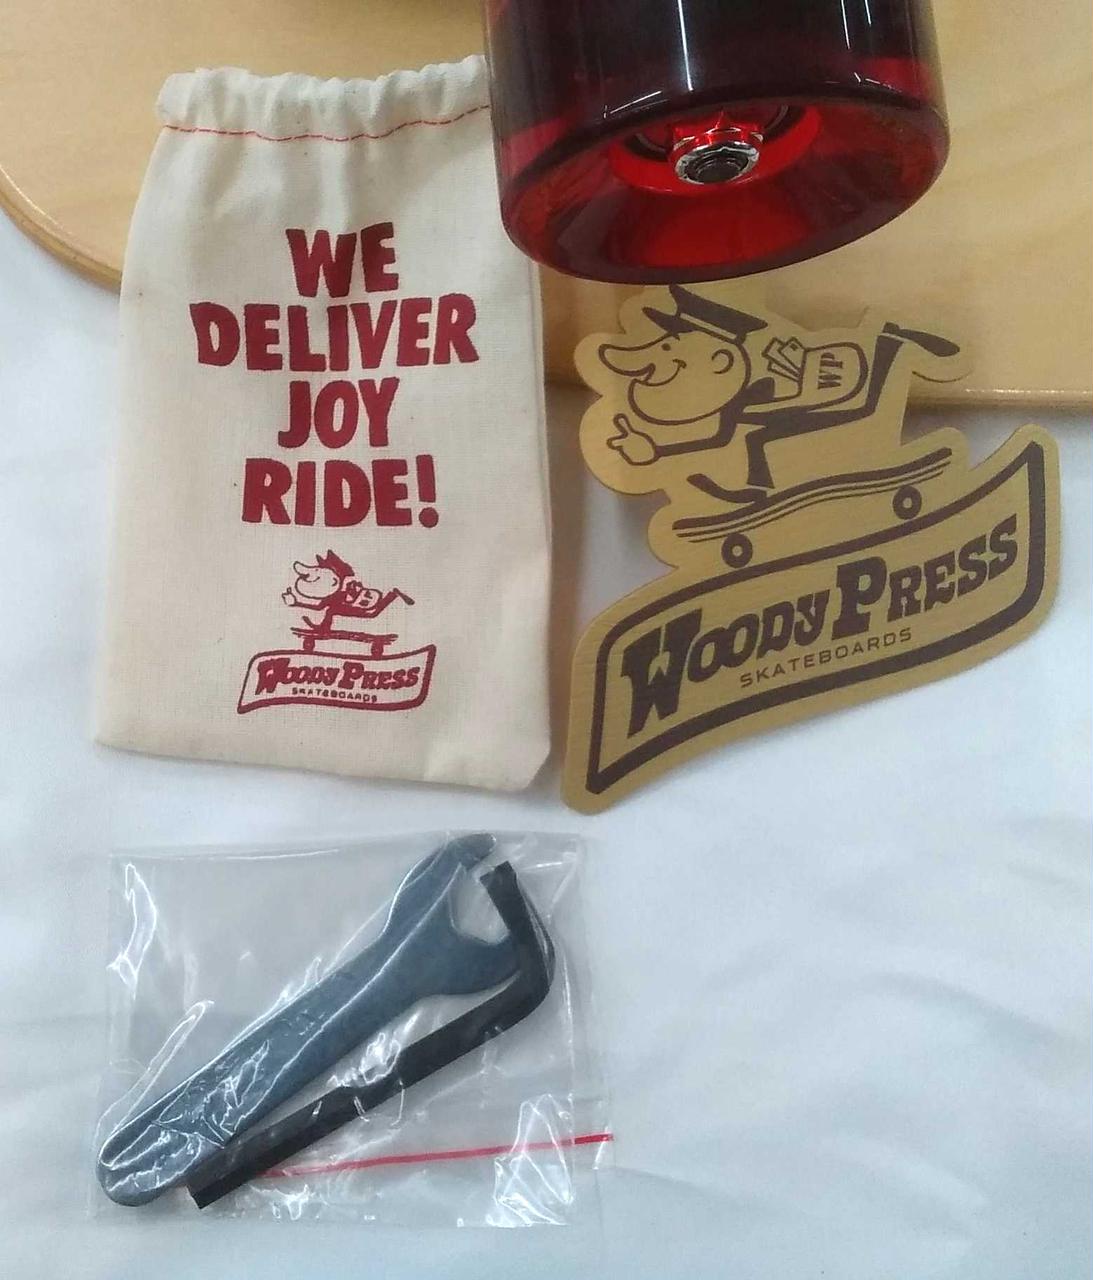 WE
DELIVER
JOY
RIDE!
WOODY PRESS
SKATEBOARDS
WP
WOODY PRESS
SKATEBOARDS